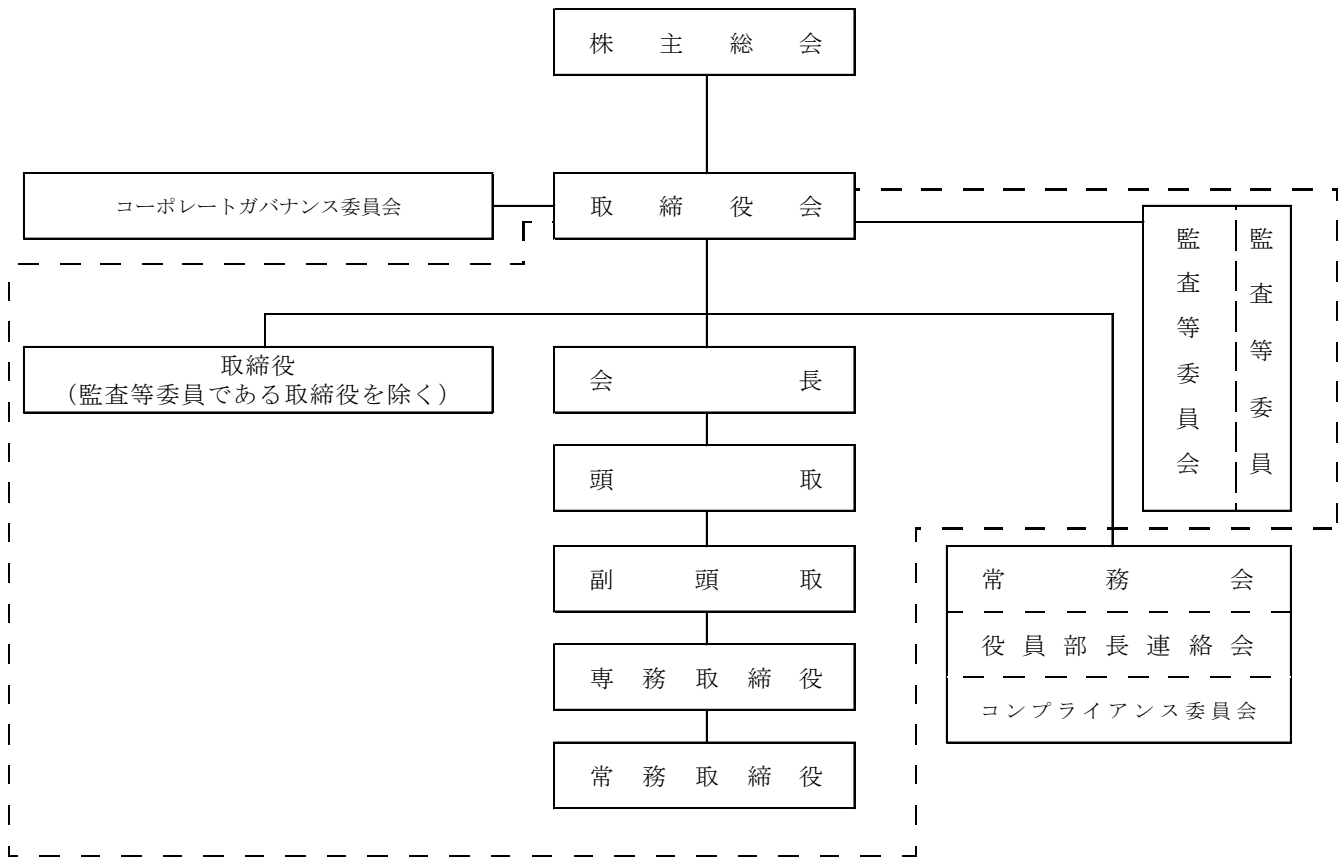 株主総会
コーポレートガバナンス委員会
取締役会
監査等委員会
監査等委員
取締役
（監査等委員である取締役を除く）
会長
頭取
副頭取
専務取締役
常務取締役
常務会
役員部長連絡会
コンプライアンス委員会